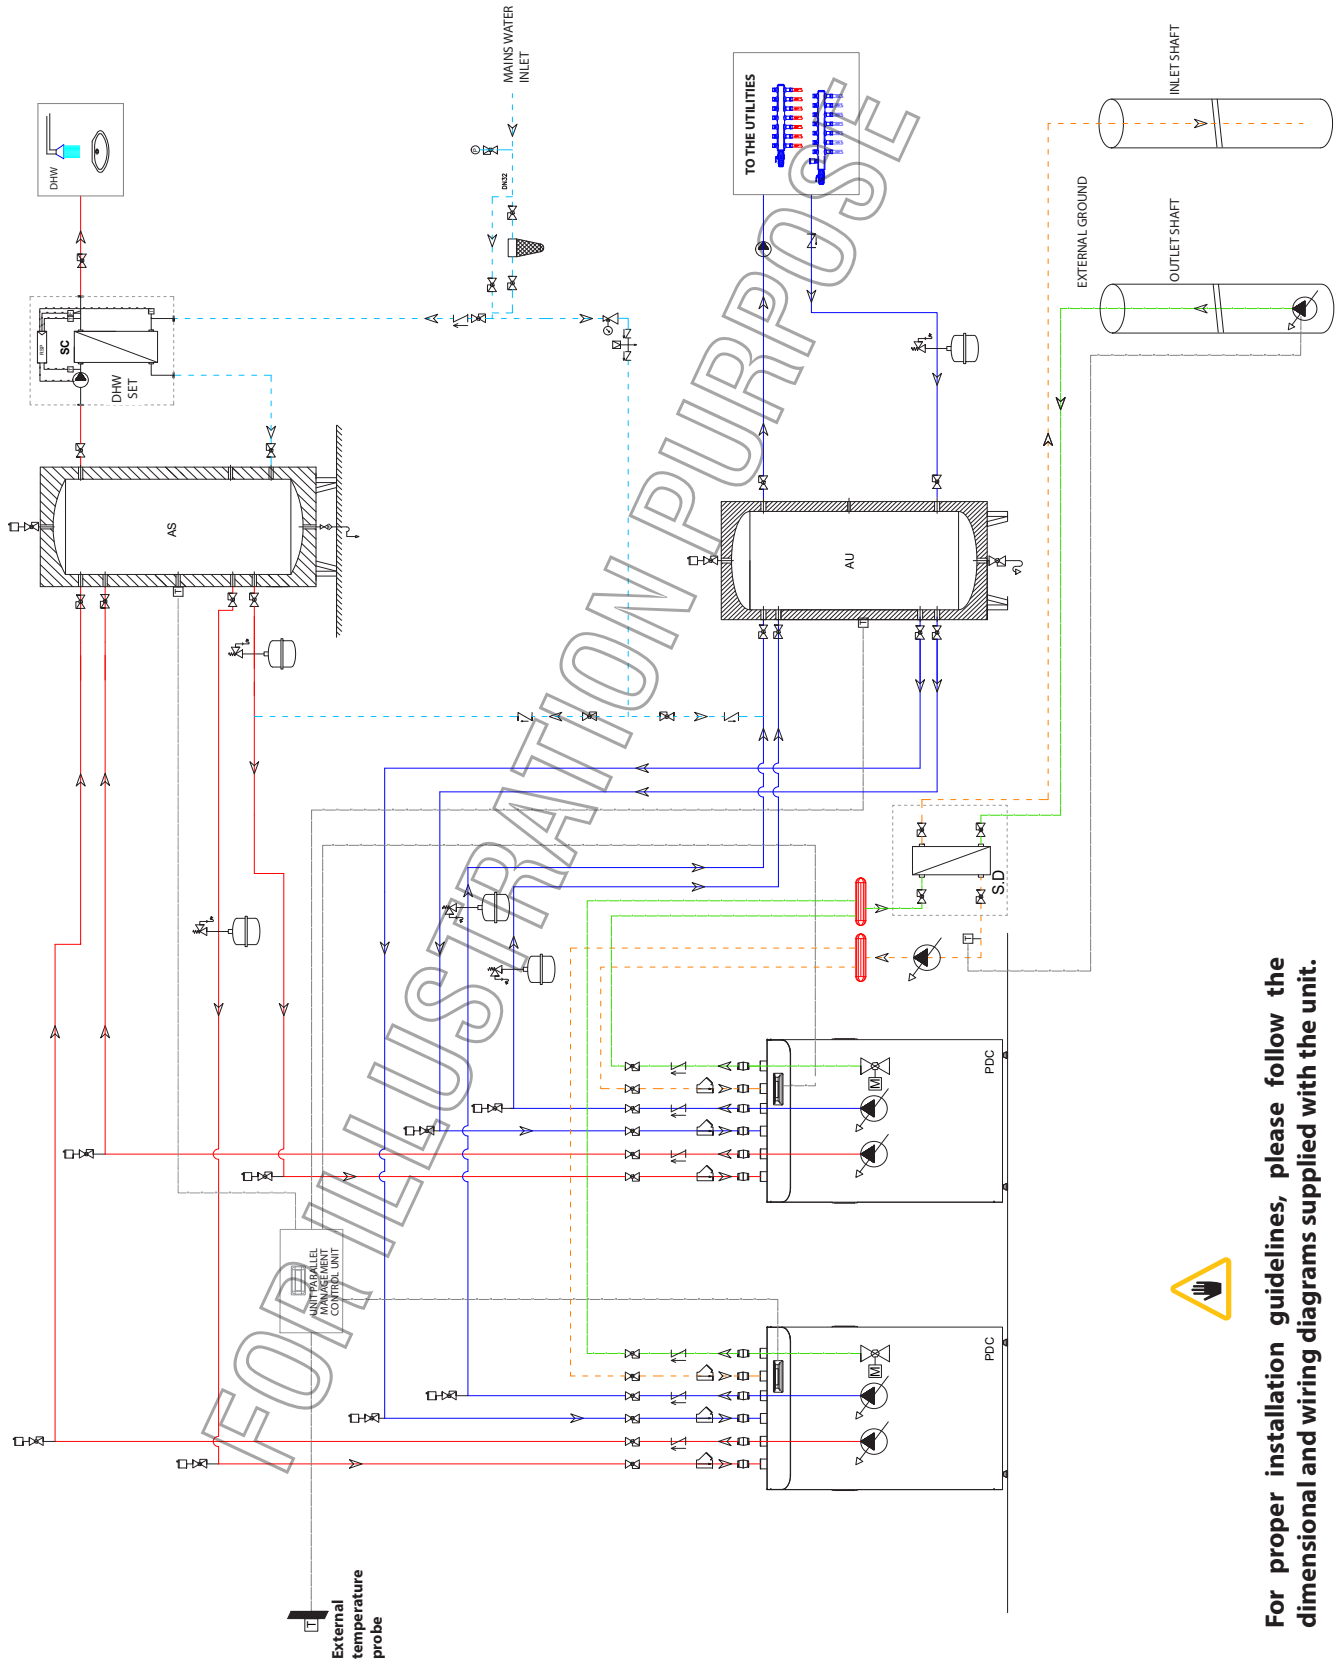 DHW
MAINS WATER
INLET
TO THE UTILITIES
INLET SHAFT
EXTERNAL GROUND
OUTLET SHAFT
P
DN32
SC
DHW
SET
M
AS
T
AU
T
S.D
T
PDC
M
PDC
M
UNIT PARALLEL
MANAGEMENT
CONTROL UNIT
T
External
temperature
probe
FOR ILLUSTRATION PURPOSE
For proper installation guidelines, please follow the
dimensional and wiring diagrams supplied with the unit.